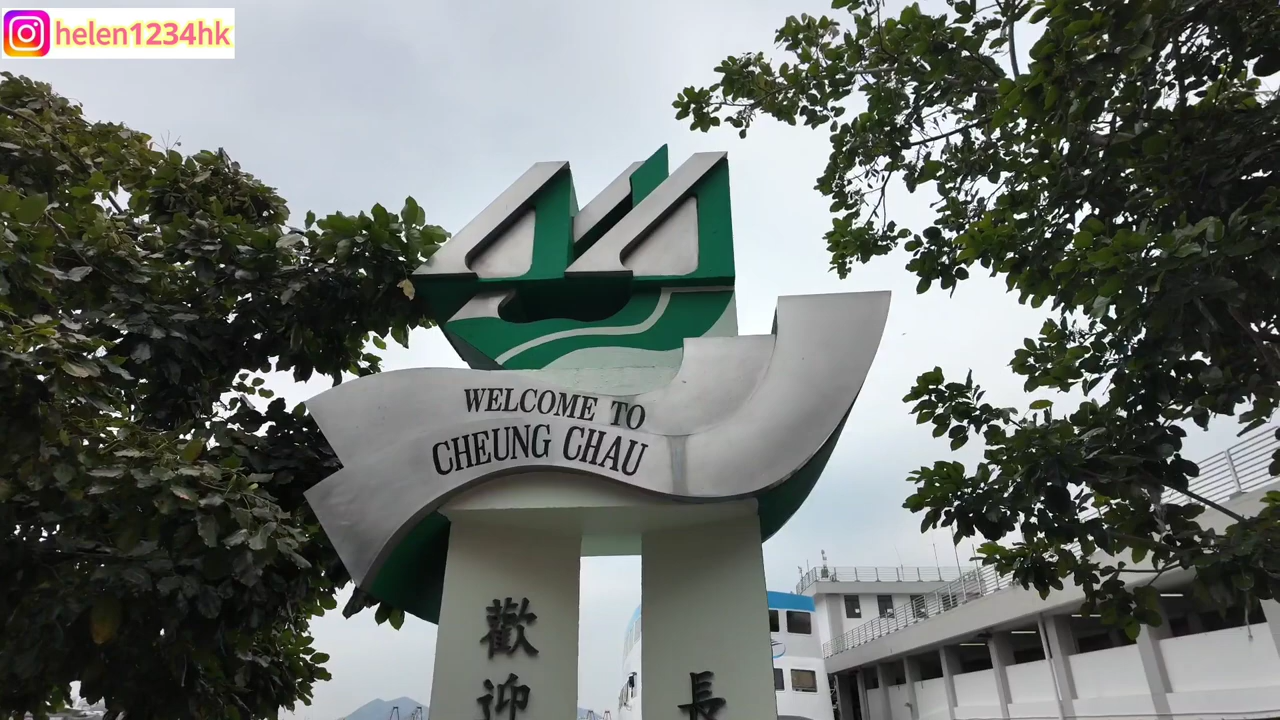 helen1234hk
WELCOME TO
CHEUNG CHAU
歡迎
長